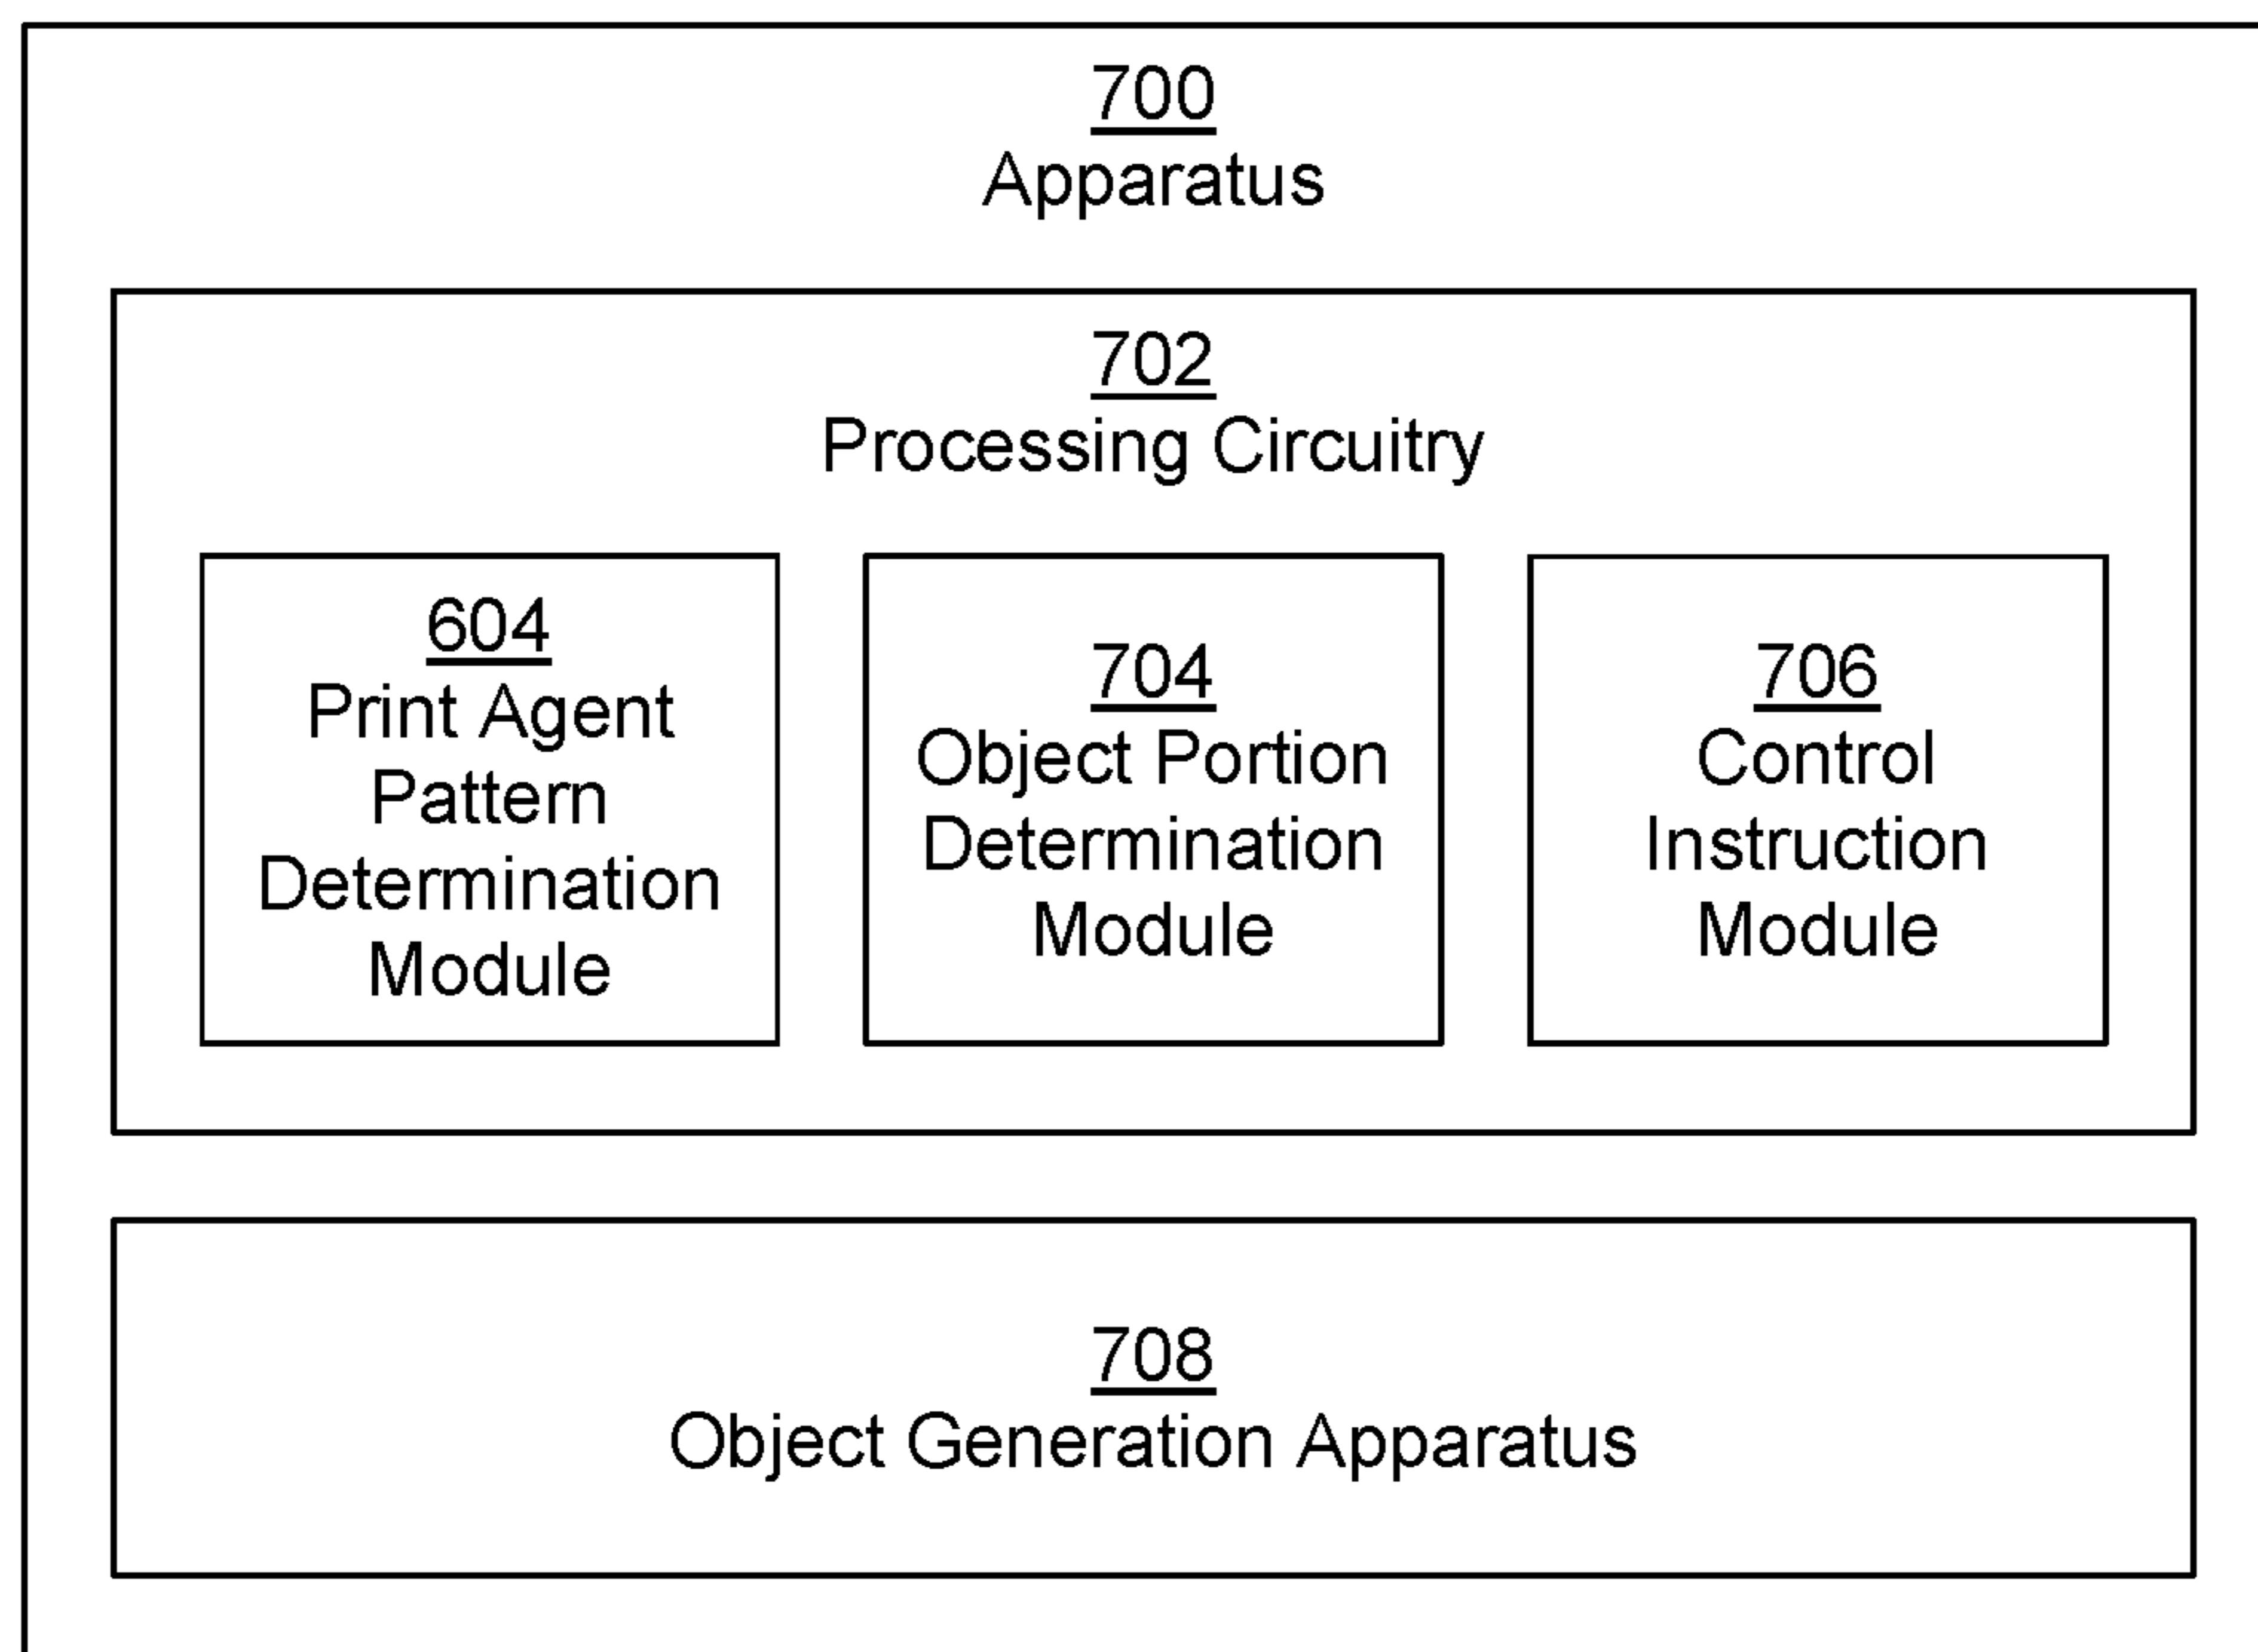 700
Apparatus
702
Processing Circuitry
604
Print Agent
Pattern
Determination
Module
704
Object Portion
Determination
Module
706
Control
Instruction
Module
708
Object Generation Apparatus